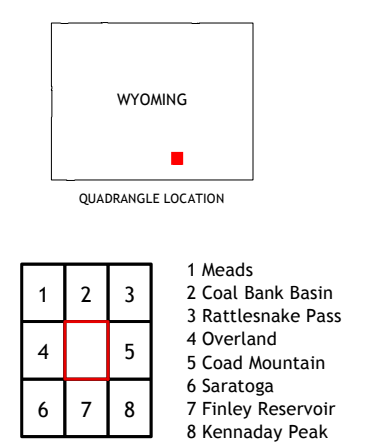 WYOMING
QUADRANGLE LOCATION
1 2 3
4 5
6 7 8
1 Meads
2 Coal Bank Basin
3 Rattlesnake Pass
4 Overland
5 Coad Mountain
6 Saratoga
7 Finley Reservoir
8 Kennaday Peak